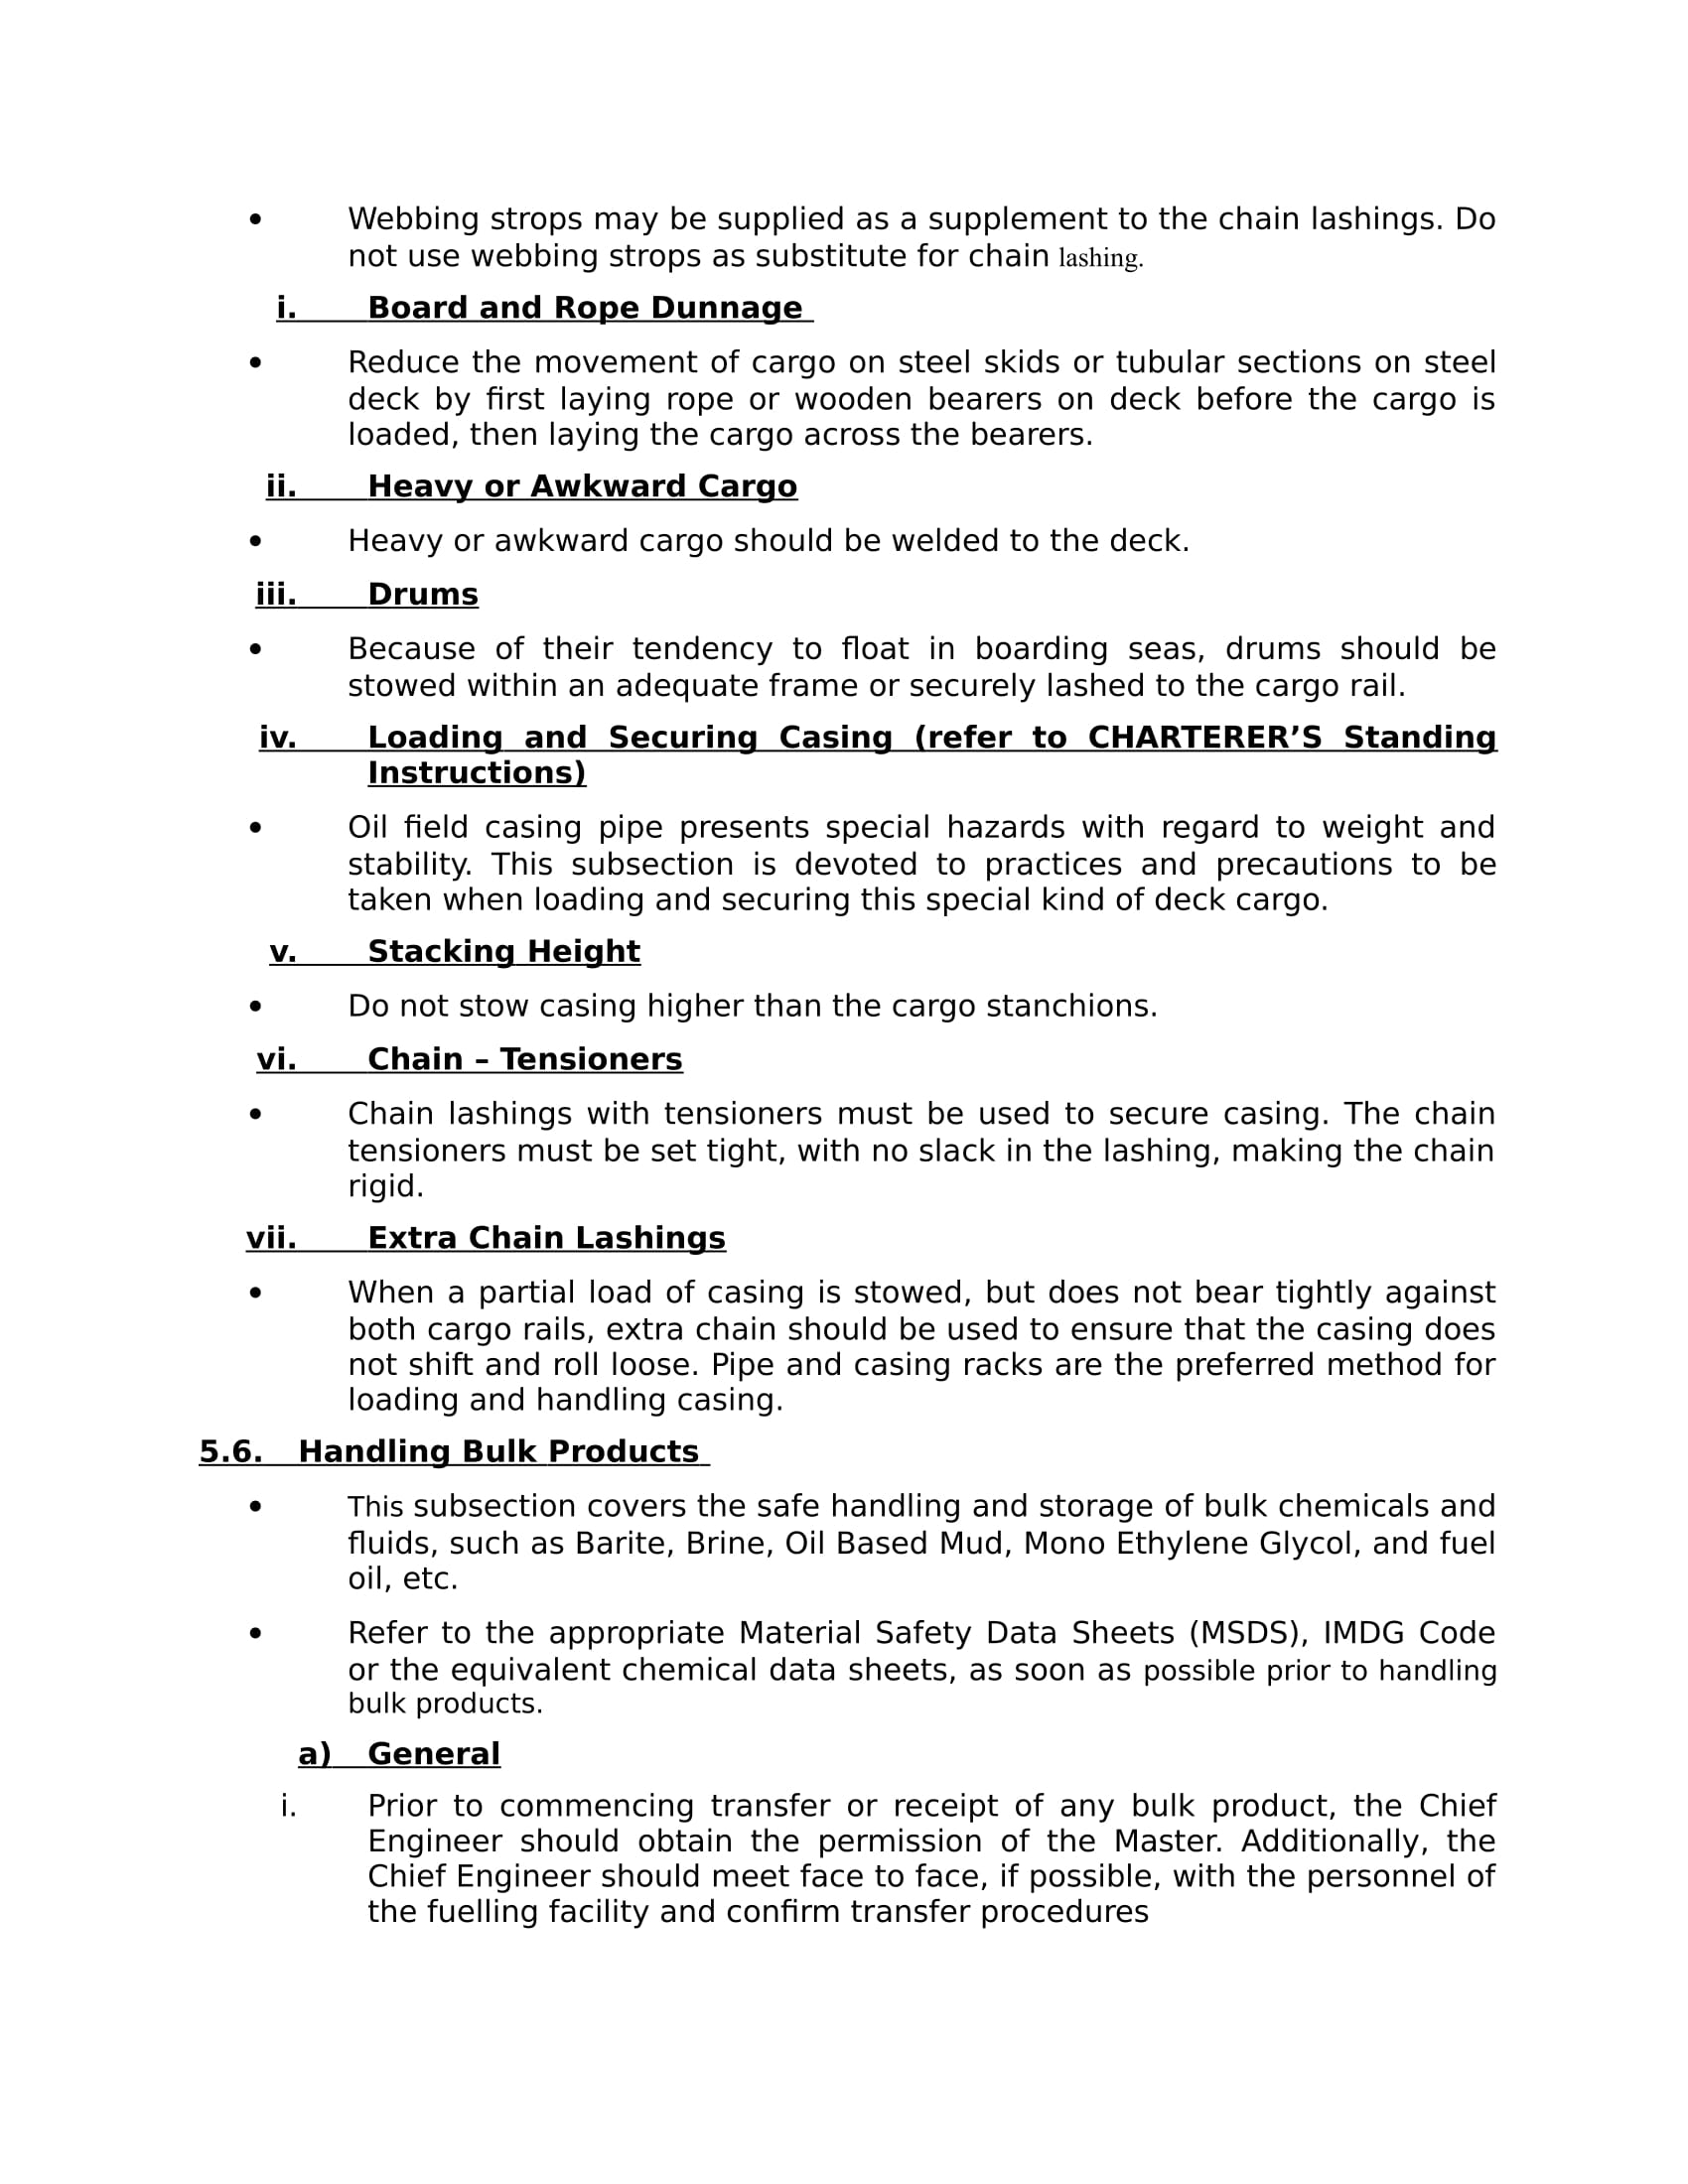 • Webbing strops may be supplied as a supplement to the chain lashings. Do
not use webbing strops as substitute for chain lashing.
i. Board and Rope Dunnage
• Reduce the movement of cargo on steel skids or tubular sections on steel
deck by first laying rope or wooden bearers on deck before the cargo is
loaded, then laying the cargo across the bearers.
ii. Heavy or Awkward Cargo
• Heavy or awkward cargo should be welded to the deck.
iii. Drums
• Because of their tendency to float in boarding seas, drums should be
stowed within an adequate frame or securely lashed to the cargo rail.
iv. Loading and Securing Casing (refer to CHARTERER’S Standing
Instructions)
• Oil field casing pipe presents special hazards with regard to weight and
stability. This subsection is devoted to practices and precautions to be
taken when loading and securing this special kind of deck cargo.
v. Stacking Height
• Do not stow casing higher than the cargo stanchions.
vi. Chain – Tensioners
• Chain lashings with tensioners must be used to secure casing. The chain
tensioners must be set tight, with no slack in the lashing, making the chain
rigid.
vii. Extra Chain Lashings
• When a partial load of casing is stowed, but does not bear tightly against
both cargo rails, extra chain should be used to ensure that the casing does
not shift and roll loose. Pipe and casing racks are the preferred method for
loading and handling casing.
5.6. Handling Bulk Products
• This subsection covers the safe handling and storage of bulk chemicals and
fluids, such as Barite, Brine, Oil Based Mud, Mono Ethylene Glycol, and fuel
oil, etc.
• Refer to the appropriate Material Safety Data Sheets (MSDS), IMDG Code
or the equivalent chemical data sheets, as soon as possible prior to handling
bulk products.
a) General
i. Prior to commencing transfer or receipt of any bulk product, the Chief
Engineer should obtain the permission of the Master. Additionally, the
Chief Engineer should meet face to face, if possible, with the personnel of
the fuelling facility and confirm transfer procedures